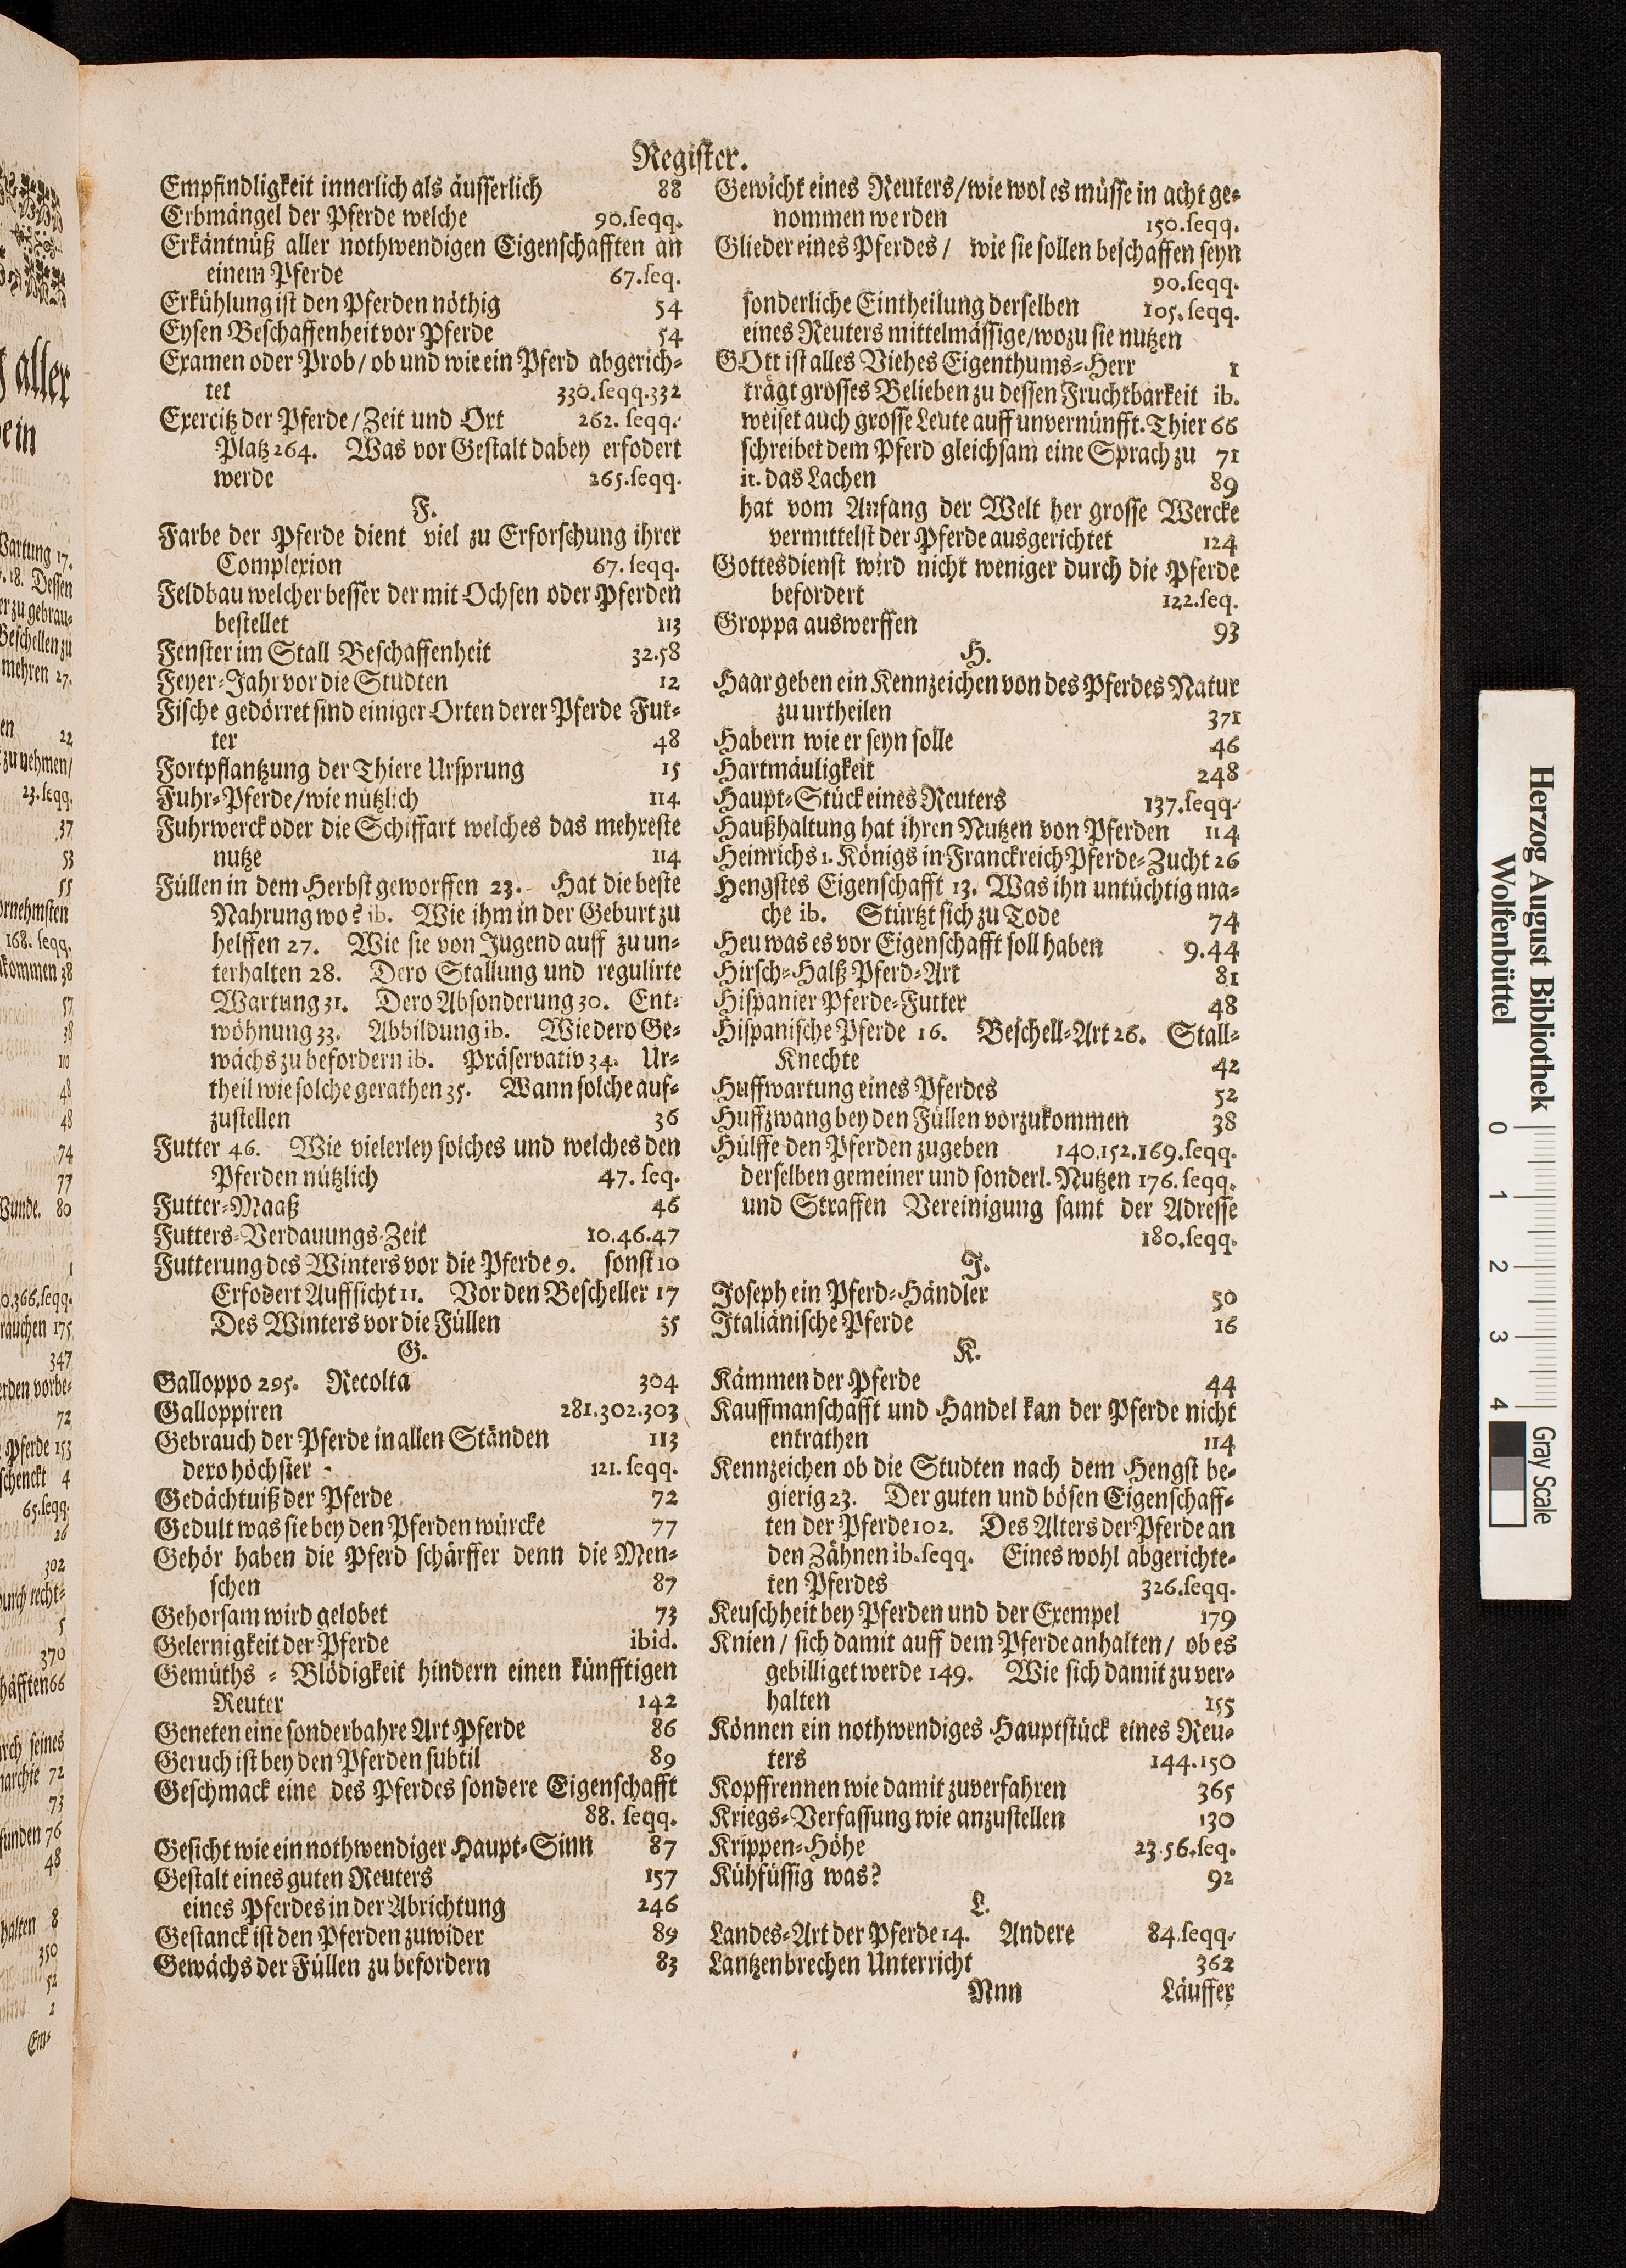 Register.
Empfindligkeit innerlich als äusserlich 88
Erbmängel der Pferde welche 90.seqq.
Erkäntnüß aller nothwendigen Eigenschafften an
einem Pferde 67.seq.
Erkühlung ist den Pferden nöthig 54
Eysen Beschaffenheit vor Pferde 54
Examen oder Prob/ ob und wie ein Pferd abgerich-
tet 330.seqq.332
Exercitz der Pferde/Zeit und Ort 262. seqq.
Platz 264. Was vor Gestalt dabey erfodert
werde 265.seqq.
F.
Farbe der Pferde dient viel zu Erforschung ihrer
Complexion 67. seqq.
Feldbau welcher besser der mit Ochsen oder Pferden
bestellet 113
Fenster im Stall Beschaffenheit 32.58
Feyer-Jahr vor die Studten 12
Fische gedörret sind einiger Orten derer Pferde Fut-
ter 48
Fortpflantzung der Thiere Ursprung 15
Fuhr-Pferde/wie nützlich 114
Fuhrwerck oder die Schiffart welches das mehreste
nutze 114
Füllen in dem Herbst geworffen 23. Hat die beste
Nahrung wo? ib. Wie ihm in der Geburt zu
helffen 27. Wie sie von Jugend auff zu un-
terhalten 28. Dero Stallung und regulirte
Wartung 31. Dero Absonderung 30. Ent-
wöhnung 33. Abbildung ib. Wie dero Ge-
wächs zu befordern ib. Präservativ 34. Ur-
theil wie solche gerathen 35. Wann solche auf-
zustellen 36
Futter 46. Wie vielerley solches und welches den
Pferden nützlich 47. seq.
Futter-Maaß 46
Futters-Verdauungs-Zeit 10.46.47
Futterung des Winters vor die Pferde 9. sonst 10
Erfodert Auffsicht 11. Vor den Bescheller 17
Des Winters vor die Füllen 35
G.
Galloppo 295. Recolta 304
Galloppiren 281.302.303
Gebrauch der Pferde in allen Ständen 113
dero höchster 121. seqq.
Gedächtuiß der Pferde 72
Gedult was sie bey den Pferden würcke 77
Gehör haben die Pferd schärffer denn die Men-
schen 87
Gehorsam wird gelobet 73
Gelernigkeit der Pferde ibid.
Gemüths - Blödigkeit hindern einen künfftigen
Reuter 142
Geneten eine sonderbahre Art Pferde 86
Geruch ist bey den Pferden subtil 89
Geschmack eine des Pferdes sondere Eigenschafft
88. seqq.
Gesicht wie ein nothwendiger Haupt-Sinn 87
Gestalt eines guten Reuters 157
eines Pferdes in der Abrichtung 246
Gestanck ist den Pferden zuwider 89
Gewächs der Füllen zu befordern 83
Gewicht eines Reuters/wie wol es müsse in acht ge-
nommen werden 150.seqq.
Glieder eines Pferdes / wie sie sollen beschaffen seyn
90.seqq.
sonderliche Eintheilung derselben 105.seqq.
eines Reuters mittelmässige/wozu sie nutzen
GOtt ist alles Viehes Eigenthums-Herr 1
trägt grosses Belieben zu dessen Fruchtbarkeit ib.
weiset auch grosse Leute auff unvernünfft. Thier 66
schreibet dem Pferd gleichsam eine Sprach zu 71
it. das Lachen 89
hat vom Anfang der Welt her grosse Wercke
vermittelst der Pferde ausgerichtet 124
Gottesdienst wird nicht weniger durch die Pferde
befordert 122.seq.
Groppa auswerffen 93
H.
Haar geben ein Kennzeichen von des Pferdes Natur
zu urtheilen 371
Habern wie er seyn solle 46
Hartmäuligkeit 248
Haupt-Stück eines Reuters 137.seqq.
Haußhaltung hat ihren Nutzen von Pferden 114
Heinrichs 1. Königs in Franckreich Pferde-Zucht 26
Hengstes Eigenschafft 13. Was ihn untüchtig ma-
che ib. Stürtzt sich zu Tode 74
Heu was es vor Eigenschafft soll haben 9.44
Hirsch-Halß Pferd-Art 81
Hispanier Pferde-Futter 48
Hispanische Pferde 16. Beschell-Art 26. Stall-
Knechte 42
Huffwartung eines Pferdes 52
Huffzwang bey den Füllen vorzukommen 38
Hülffe den Pferden zugeben 140.152.169.seqq.
derselben gemeiner und sonderl. Nutzen 176. seqq.
und Straffen Vereinigung samt der Adresse
180.seqq.
J.
Joseph ein Pferd-Händler 50
Italiänische Pferde 16
K.
Kämmen der Pferde 44
Kauffmanschafft und Handel kan der Pferde nicht
entrathen 114
Kennzeichen ob die Studten nach dem Hengst be-
gierig 23. Der guten und bösen Eigenschaff-
ten der Pferde 102. Des Alters der Pferde an
den Zähnen ib.seqq. Eines wohl abgerichte-
ten Pferdes 326.seqq.
Keuschheit bey Pferden und der Exempel 179
Knien / sich damit auff dem Pferde anhalten / ob es
gebilliget werde 149. Wie sich damit zu ver-
halten 155
Können ein nothwendiges Hauptstück eines Reu-
ters 144.150
Kopffrennen wie damit zuverfahren 365
Kriegs-Verfassung wie anzustellen 130
Krippen-Höhe 23.56.seq.
Kühfüssig was? 92
L.
Landes-Art der Pferde 14. Andere 84.seqq.
Lantzenbrechen Unterricht 362
Nnn Läuffer
Herzog August Bibliothek
Wolfenbüttel
0 1 2 3 4
Gray Scale